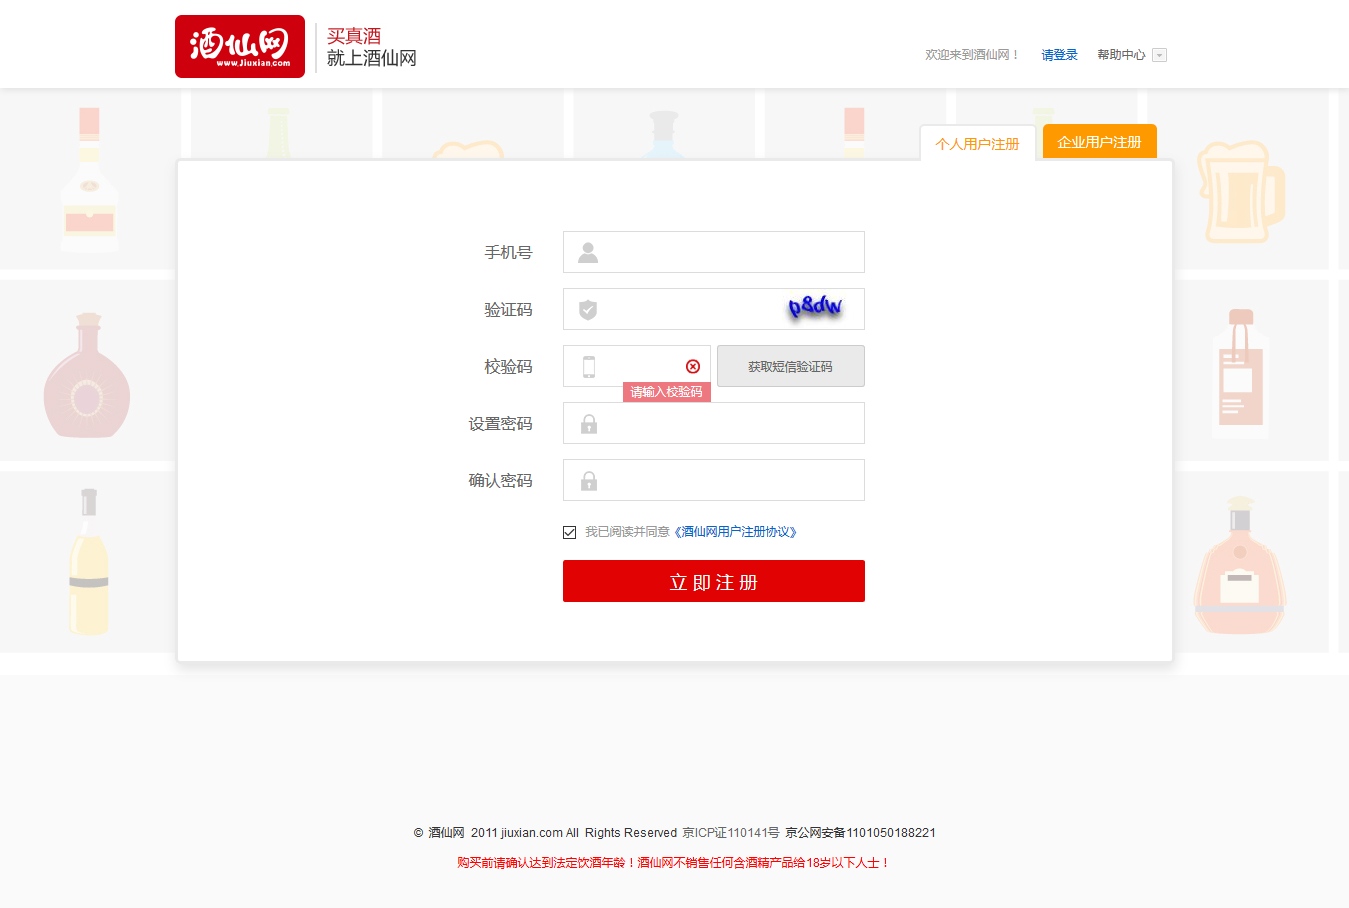 酒仙网
www.Jiuxian.com
买真酒
就上酒仙网
欢迎来到酒仙网！ 请登录 帮助中心
个人用户注册 企业用户注册
手机号
验证码 p8dw
校验码 获取短信验证码
请输入校验码
设置密码
确认密码
我已阅读并同意《酒仙网用户注册协议》
立即注册
© 酒仙网 2011 jiuxian.com All Rights Reserved 京ICP证110141号 京公网安备1101050188221
购买前请确认达到法定饮酒年龄！酒仙网不销售任何含酒精产品给18岁以下人士！